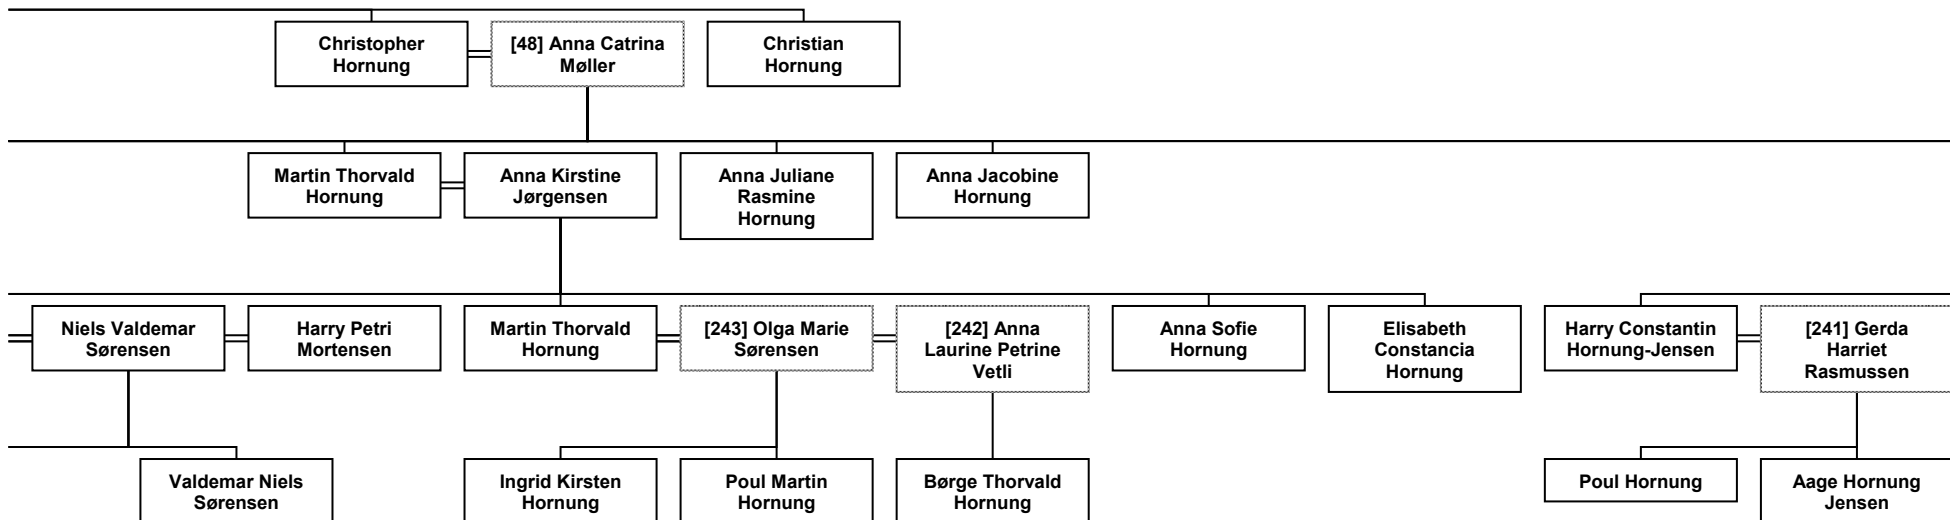 Christopher
Hornung
[48] Anna Catrina
Møller
Christian
Hornung
Martin Thorvald
Hornung
Anna Kirstine
Jørgensen
Anna Juliane
Rasmine
Hornung
Anna Jacobine
Hornung
Niels Valdemar
Sørensen
Harry Petri
Mortensen
Martin Thorvald
Hornung
[243] Olga Marie
Sørensen
[242] Anna
Laurine Petrine
Vetli
Anna Sofie
Hornung
Elisabeth
Constancia
Hornung
Harry Constantin
Hornung-Jensen
[241] Gerda
Harriet
Rasmussen
Valdemar Niels
Sørensen
Ingrid Kirsten
Hornung
Poul Martin
Hornung
Børge Thorvald
Hornung
Poul Hornung
Aage Hornung
Jensen